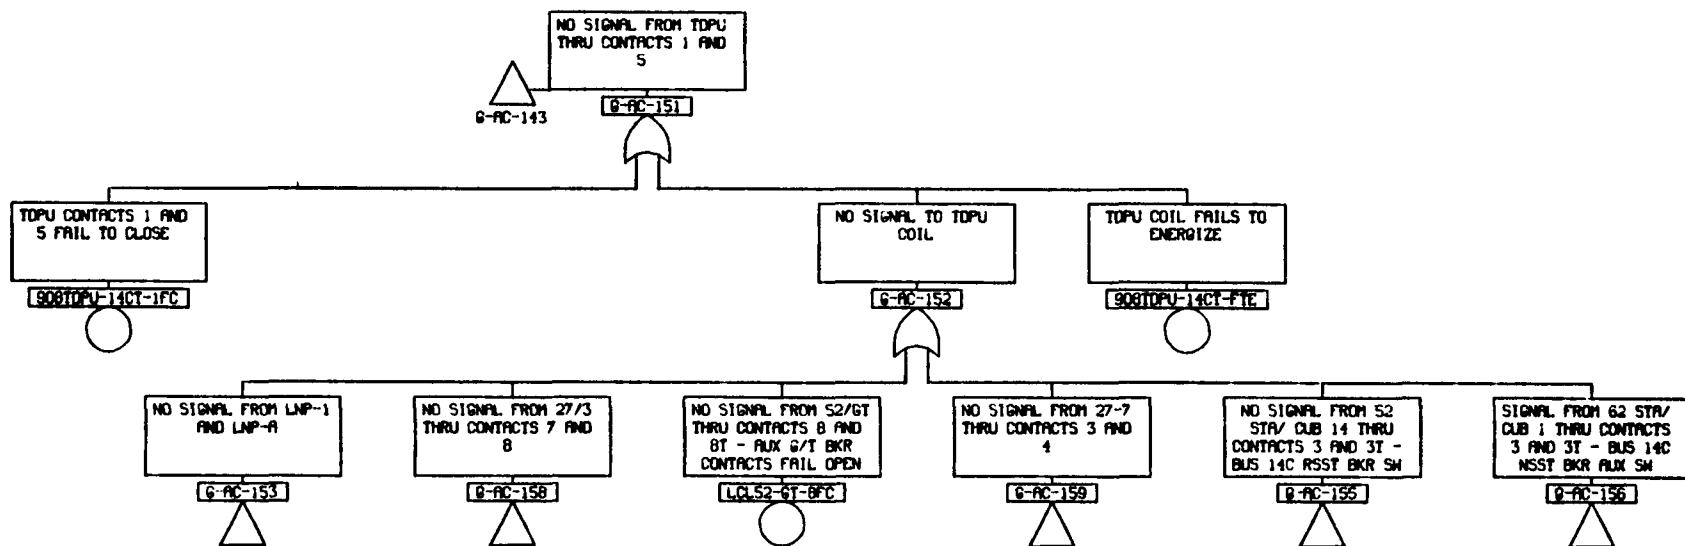 NO SIGNAL FROM TDPU
THRU CONTACTS 1 AND
5
G-AC-143
G-AC-151
TDPU CONTACTS 1 AND
5 FAIL TO CLOSE
908TDPU-14CT-1FC
NO SIGNAL TO TDPU
COIL
G-AC-152
TDPU COIL FAILS TO
ENERGIZE
908TDPU-14CT-FTE
NO SIGNAL FROM LNP-1
AND LNP-A
G-AC-153
NO SIGNAL FROM 27/3
THRU CONTACTS 7 AND
8
G-AC-158
NO SIGNAL FROM 52/GT
THRU CONTACTS 8 AND
8T - AUX G/T BKR
CONTACTS FAIL OPEN
LCL52-GT-8FC
NO SIGNAL FROM 27-7
THRU CONTACTS 3 AND
4
G-AC-159
NO SIGNAL FROM 52
STA/ CUB 14 THRU
CONTACTS 3 AND 3T -
BUS 14C RSST BKR SW
G-AC-155
SIGNAL FROM 62 STA/
CUB 1 THRU CONTACTS
3 AND 3T - BUS 14C
NSST BKR AUX SW
G-AC-156